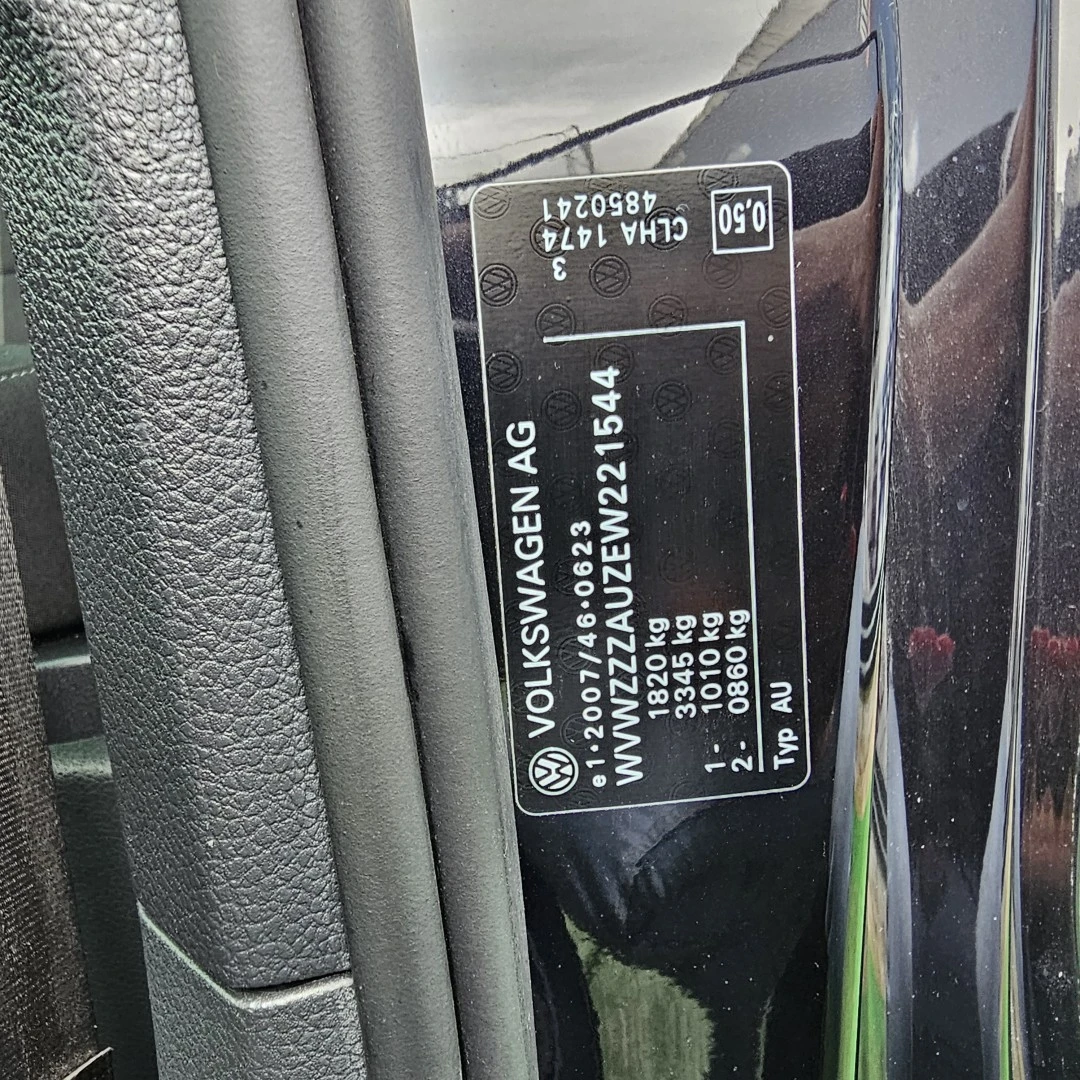 VOLKSWAGEN AG
e1*2007/46*0623
WVWZZZAUZEW221544
1820 kg
3345 kg
1- 1010 kg
2- 0860 kg
Typ AU
3
CLHA 1474
4850241
0,50